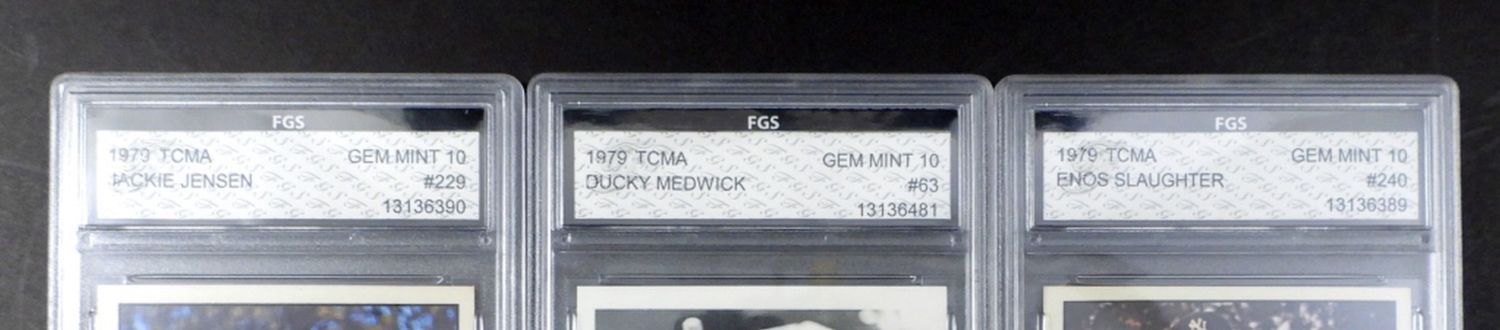 FGS
1979 TCMA GEM MINT 10
JACKIE JENSEN #229
13136390
FGS
1979 TCMA GEM MINT 10
DUCKY MEDWICK #63
13136481
FGS
1979 TCMA GEM MINT 10
ENOS SLAUGHTER #240
13136389